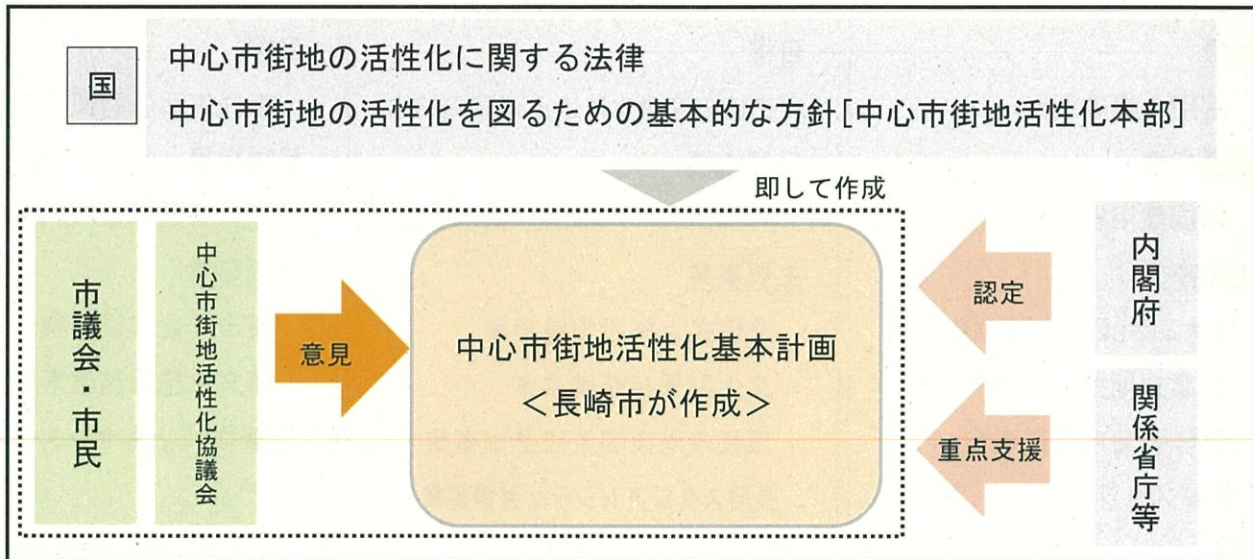 国
中心市街地の活性化に関する法律
中心市街地の活性化を図るための基本的な方針[中心市街地活性化本部]
即して作成
市議会・市民
中心市街地活性化協議会
意見
中心市街地活性化基本計画
＜長崎市が作成＞
認定
内閣府
重点支援
関係省庁等